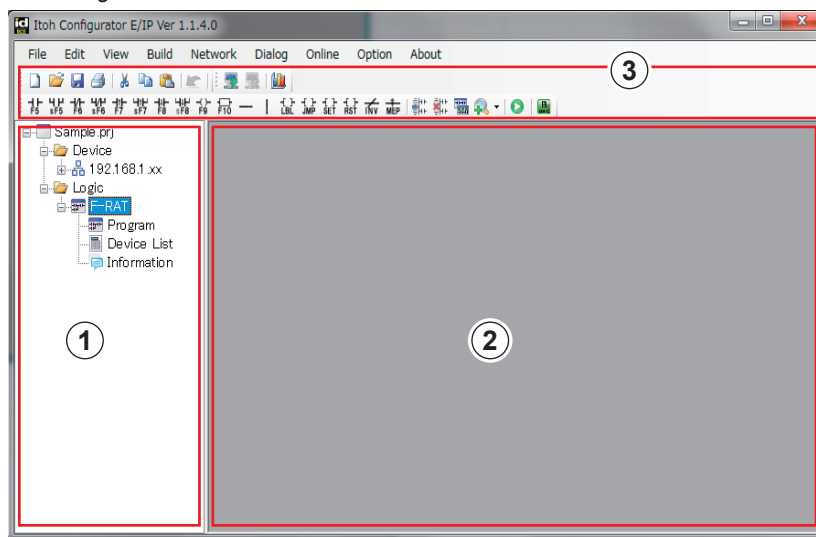 Itoh Configurator E/IP Ver 1.1.4.0
File Edit View Build Network Dialog Online Option About
3
F5 sF5 F6 sF6 F7 sF7 F8 sF8 F9 F10 LBL JMP SET RST INV MEP
Sample.prj
Device
192.168.1.xx
Logic
F-RAT
Program
Device List
Information
1
2